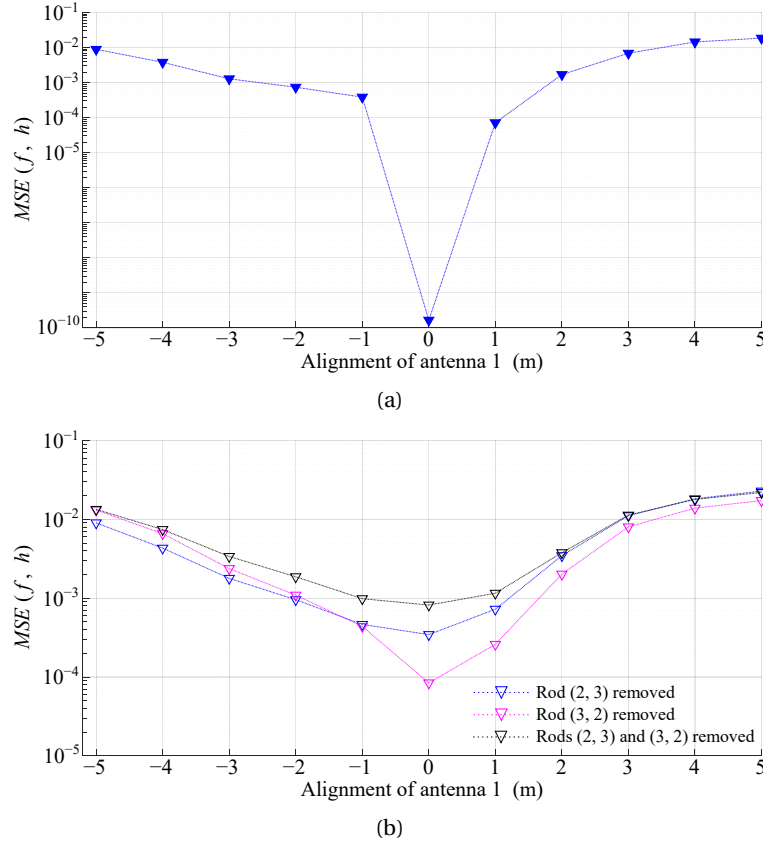 10^-1
10^-2
10^-3
10^-4
10^-5
10^-10
MSE (f, h)
−5 −4 −3 −2 −1 0 1 2 3 4 5
Alignment of antenna 1 (m)
(a)
10^-1
10^-2
10^-3
10^-4
10^-5
MSE (f, h)
Rod (2, 3) removed
Rod (3, 2) removed
Rods (2, 3) and (3, 2) removed
−5 −4 −3 −2 −1 0 1 2 3 4 5
Alignment of antenna 1 (m)
(b)